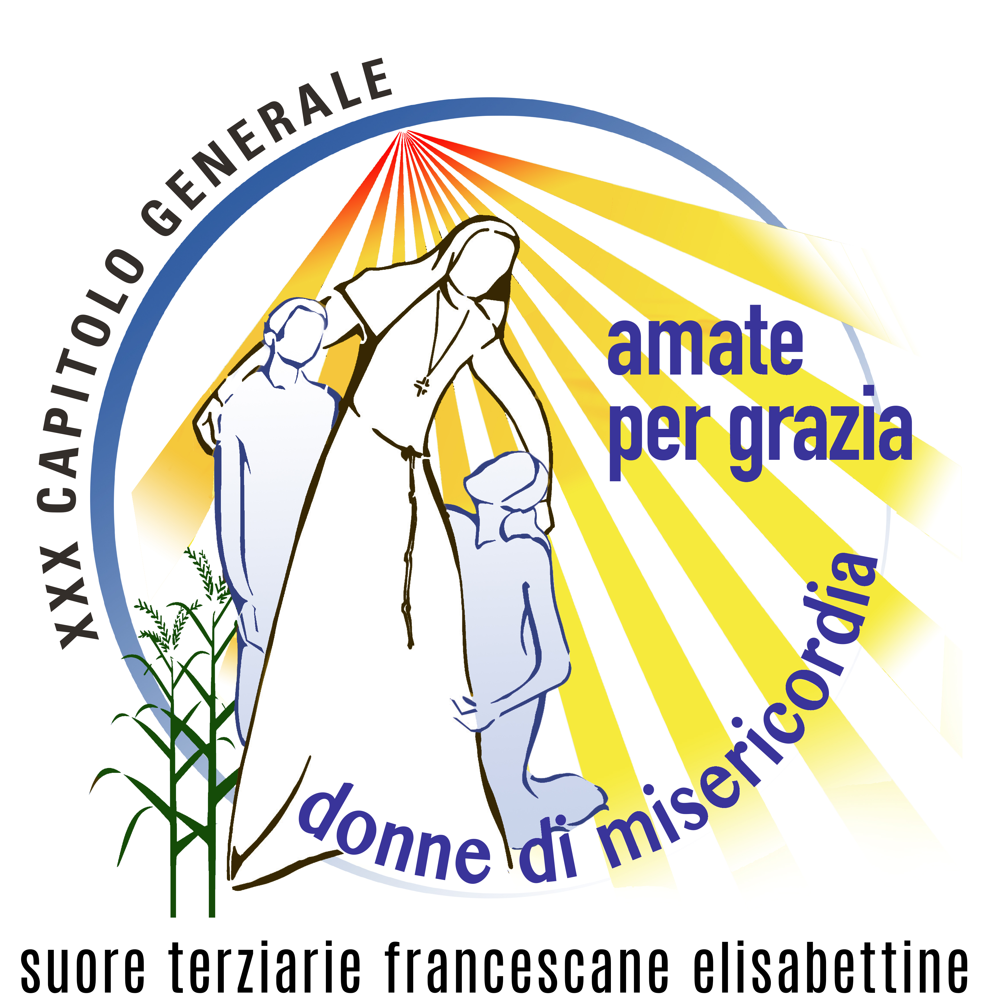 XXX CAPITOLO GENERALE
amate
per grazia
donne di misericordia
suore terziarie francescane elisabettine